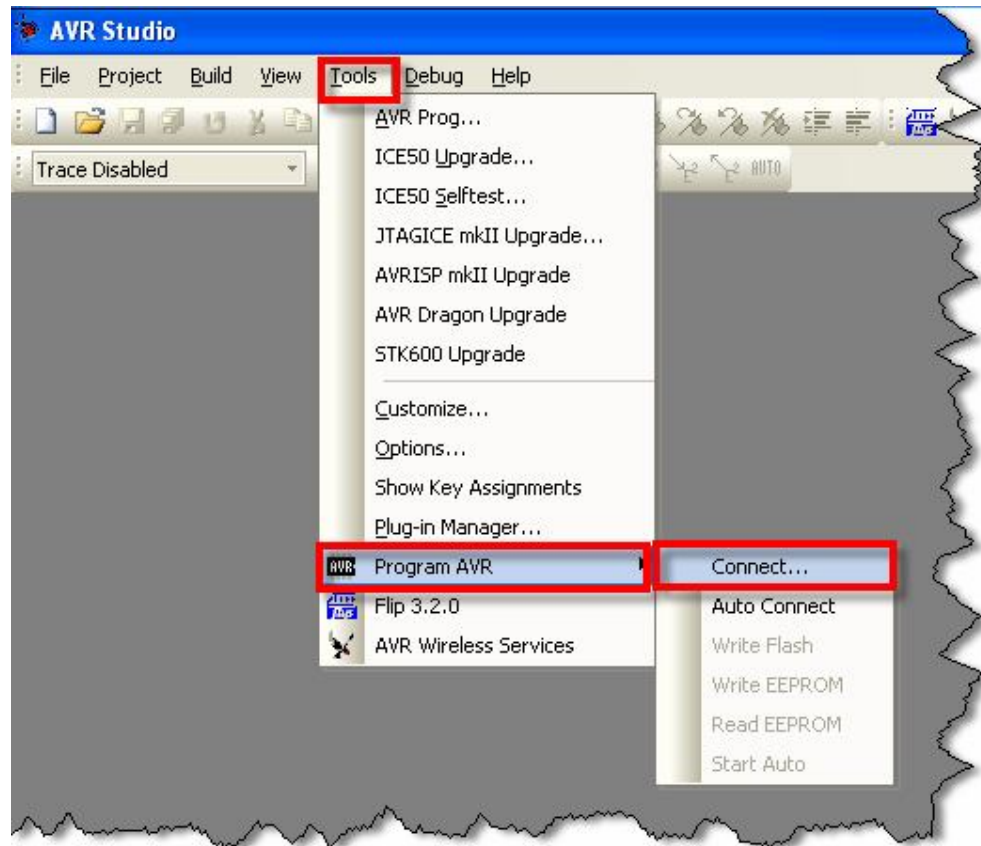 AVR Studio
File Project Build View Tools Debug Help
Trace Disabled
AUTO
AVR Prog...
ICE50 Upgrade...
ICE50 Selftest...
JTAGICE mkII Upgrade...
AVRISP mkII Upgrade
AVR Dragon Upgrade
STK600 Upgrade
Customize...
Options...
Show Key Assignments
Plug-in Manager...
AVR Program AVR
Flip 3.2.0
AVR Wireless Services
Connect...
Auto Connect
Write Flash
Write EEPROM
Read EEPROM
Start Auto